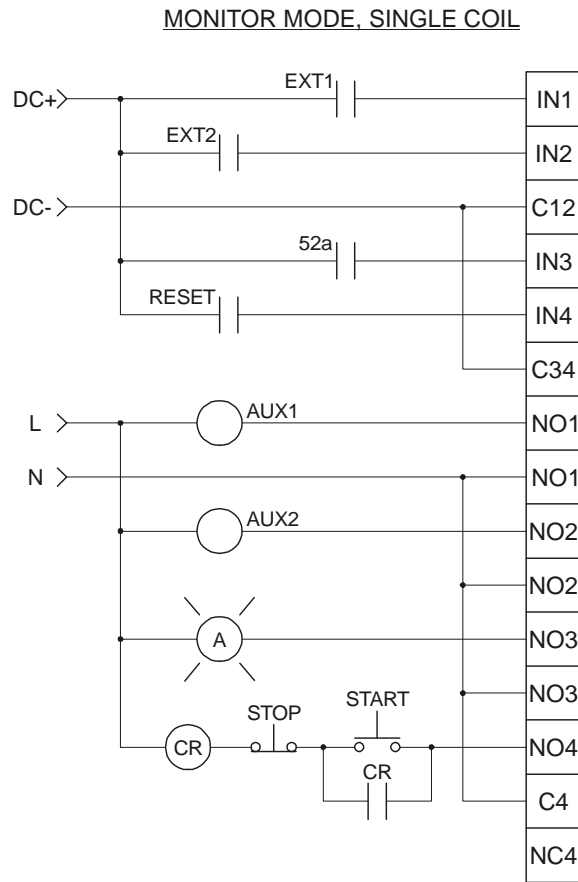 MONITOR MODE, SINGLE COIL
DC+ EXT1 IN1
EXT2 IN2
DC- C12
52a IN3
RESET IN4
C34
L AUX1 NO1
N NO1
AUX2 NO2
NO2
A NO3
NO3
STOP START
CR NO4
CR
C4
NC4